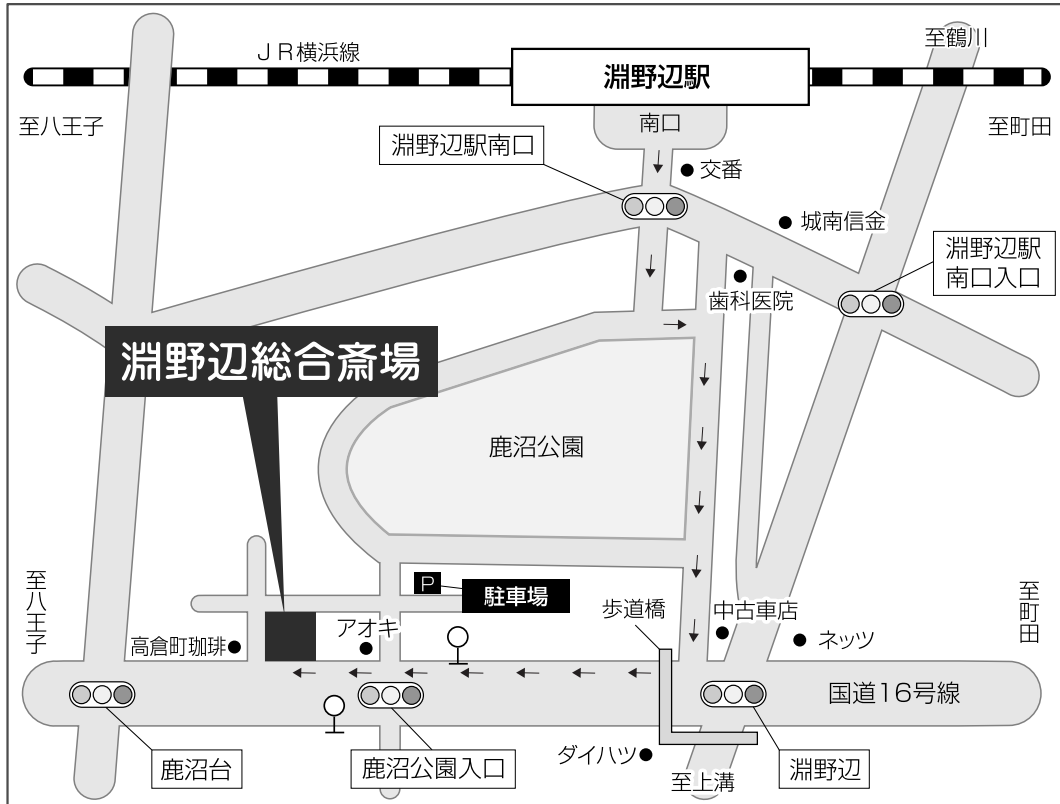 ＪＲ横浜線
淵野辺駅
至鶴川
至八王子
南口
至町田
淵野辺駅南口
交番
城南信金
淵野辺駅
南口入口
歯科医院
淵野辺総合斎場
鹿沼公園
至八王子
P
駐車場
歩道橋
中古車店
至町田
高倉町珈琲
アオキ
ネッツ
国道16号線
鹿沼台
鹿沼公園入口
ダイハツ
至上溝
淵野辺